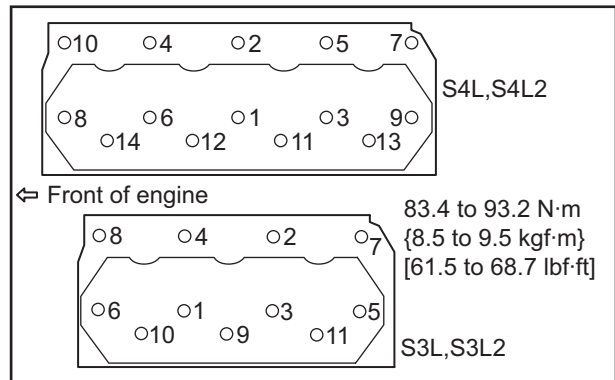 10 4 2 5 7
S4L,S4L2
8 6 1 3 9
14 12 11 13
⇦ Front of engine
83.4 to 93.2 N·m
{8.5 to 9.5 kgf·m}
[61.5 to 68.7 lbf·ft]
8 4 2 7
6 1 3 5
10 9 11
S3L,S3L2